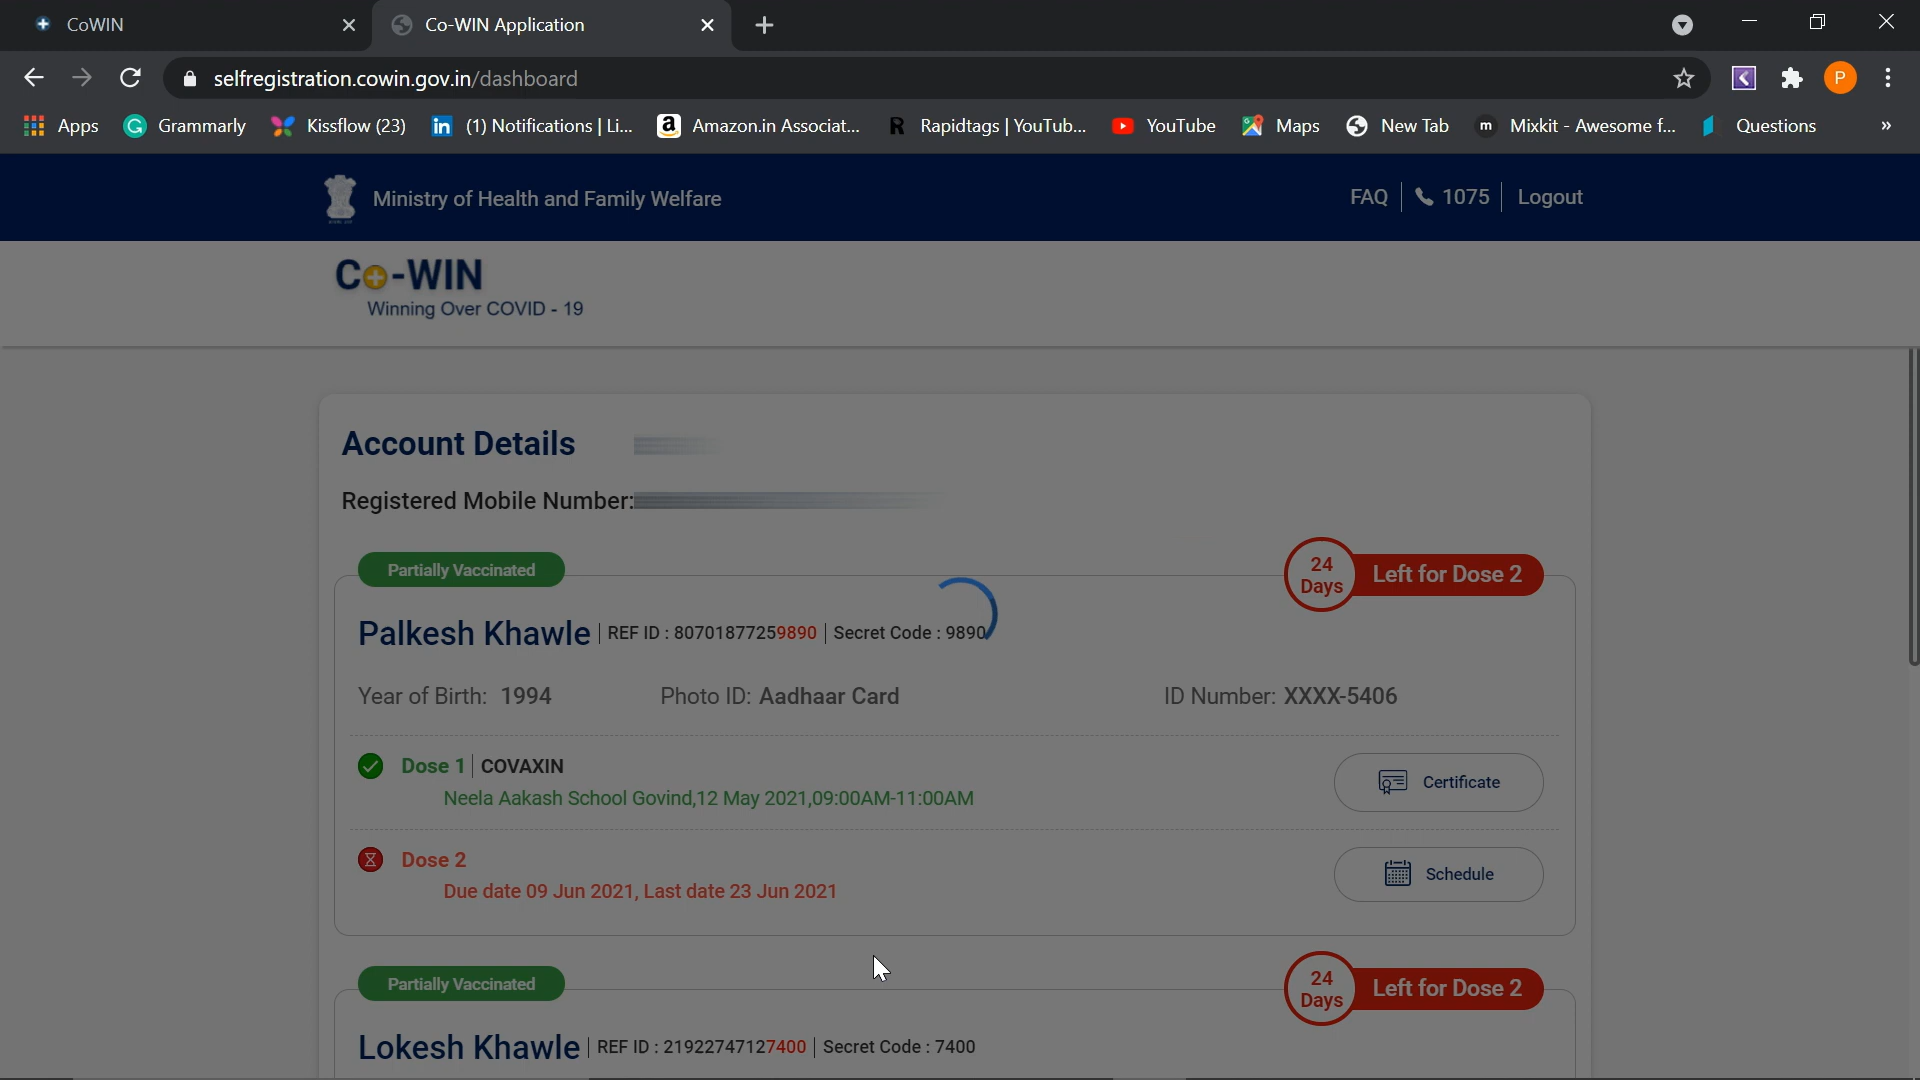 CoWIN
Co-WIN Application
selfregistration.cowin.gov.in/dashboard
P
Apps
Grammarly
Kissflow (23)
in (1) Notifications | Li...
a Amazon.in Associat...
R Rapidtags | YouTub...
YouTube
Maps
New Tab
m Mixkit - Awesome f...
Questions
»
Ministry of Health and Family Welfare
FAQ
1075
Logout
Co-WIN
Winning Over COVID - 19
Account Details
Registered Mobile Number:
Partially Vaccinated
24 Days
Left for Dose 2
Palkesh Khawle | REF ID : 80701877259890 | Secret Code : 9890
Year of Birth: 1994
Photo ID: Aadhaar Card
ID Number: XXXX-5406
Dose 1 | COVAXIN
Neela Aakash School Govind,12 May 2021,09:00AM-11:00AM
Certificate
Dose 2
Due date 09 Jun 2021, Last date 23 Jun 2021
Schedule
Partially Vaccinated
24 Days
Left for Dose 2
Lokesh Khawle | REF ID : 21922747127400 | Secret Code : 7400